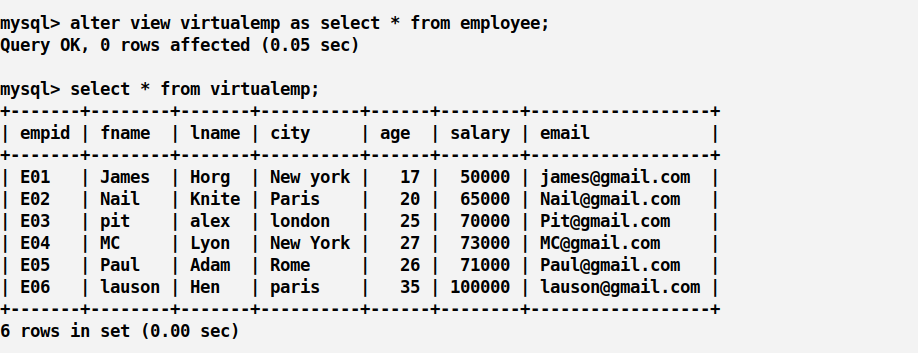 mysql> alter view virtualemp as select * from employee;
Query OK, 0 rows affected (0.05 sec)

mysql> select * from virtualemp;
+-------+--------+-------+----------+------+--------+------------------+
| empid | fname  | lname | city     | age  | salary | email            |
+-------+--------+-------+----------+------+--------+------------------+
| E01   | James  | Horg  | New york |   17 |  50000 | james@gmail.com  |
| E02   | Nail   | Knite | Paris    |   20 |  65000 | Nail@gmail.com   |
| E03   | pit    | alex  | london   |   25 |  70000 | Pit@gmail.com    |
| E04   | MC     | Lyon  | New York |   27 |  73000 | MC@gmail.com     |
| E05   | Paul   | Adam  | Rome     |   26 |  71000 | Paul@gmail.com   |
| E06   | lauson | Hen   | paris    |   35 | 100000 | lauson@gmail.com |
+-------+--------+-------+----------+------+--------+------------------+
6 rows in set (0.00 sec)